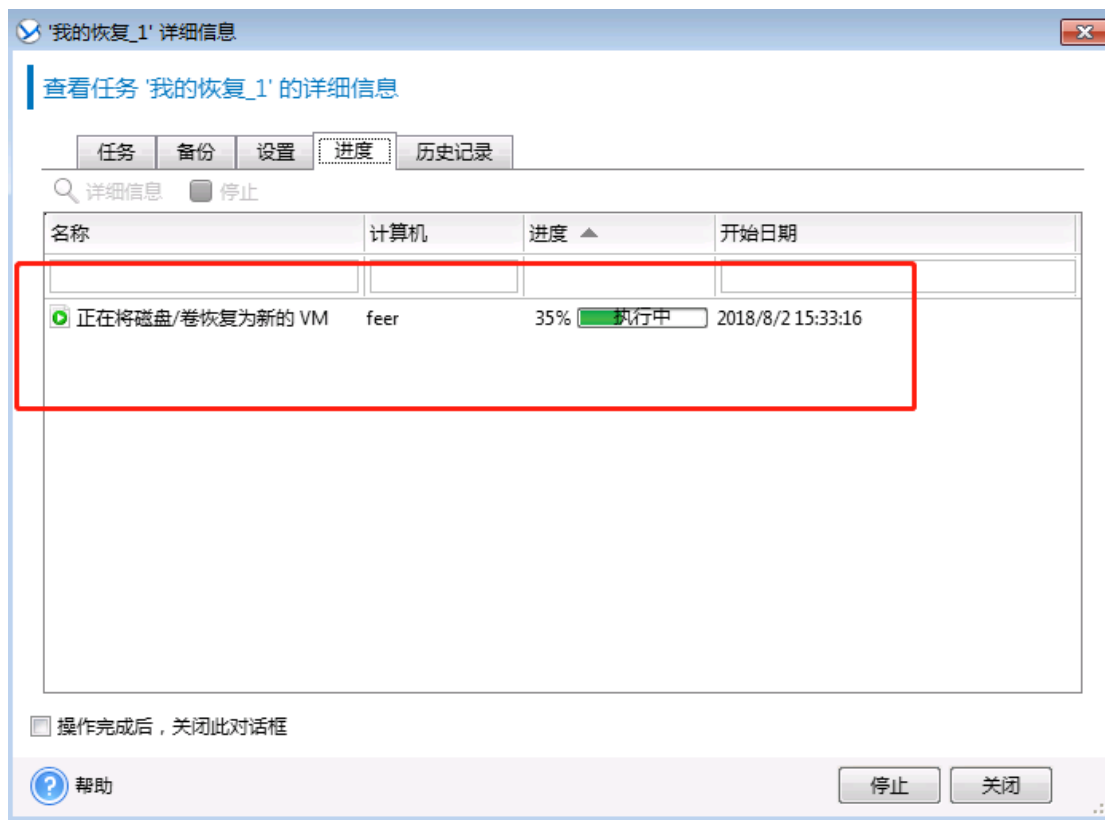 '我的恢复_1' 详细信息
查看任务 '我的恢复_1' 的详细信息
任务 备份 设置 进度 历史记录
详细信息 停止
名称 计算机 进度 开始日期
正在将磁盘/卷恢复为新的 VM feer 35% 执行中 2018/8/2 15:33:16
操作完成后，关闭此对话框
? 帮助 停止 关闭